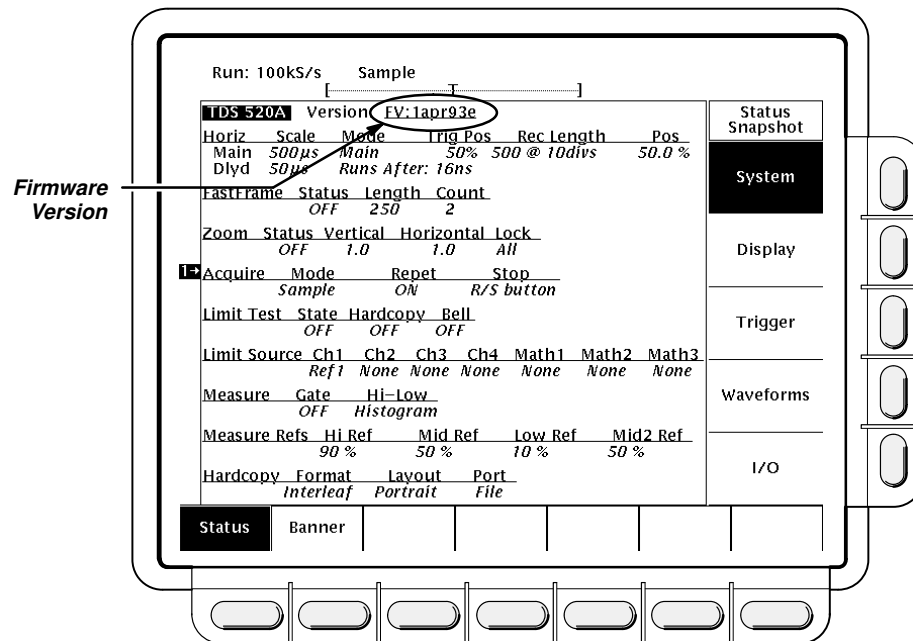 Run: 100kS/s Sample
TDS 520A Version FV:1apr93e
Horiz Scale Mode Trig Pos Rec Length Pos
Main 500µs Main 50% 500 @ 10divs 50.0 %
Dlyd 50µs Runs After: 16ns
FastFrame Status Length Count
OFF 250 2
Zoom Status Vertical Horizontal Lock
OFF 1.0 1.0 All
1→
Acquire Mode Repet Stop
Sample ON R/S button
Limit Test State Hardcopy Bell
OFF OFF OFF
Limit Source Ch1 Ch2 Ch3 Ch4 Math1 Math2 Math3
Ref1 None None None None None None
Measure Gate Hi–Low
OFF Histogram
Measure Refs Hi Ref Mid Ref Low Ref Mid2 Ref
90 % 50 % 10 % 50 %
Hardcopy Format Layout Port
Interleaf Portrait File
Status
Snapshot
System
Display
Trigger
Waveforms
I/O
Status Banner
Firmware
Version